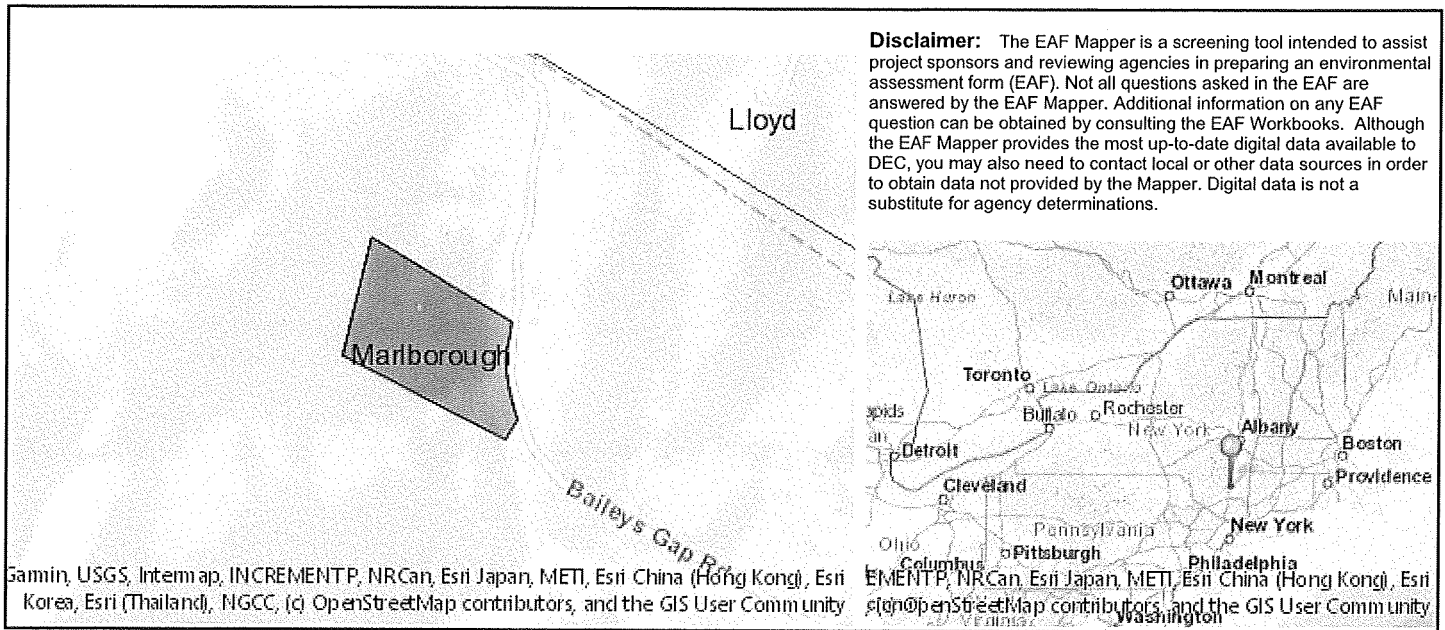 Disclaimer: The EAF Mapper is a screening tool intended to assist
project sponsors and reviewing agencies in preparing an environmental
assessment form (EAF). Not all questions asked in the EAF are
answered by the EAF Mapper. Additional information on any EAF
question can be obtained by consulting the EAF Workbooks. Although
the EAF Mapper provides the most up-to-date digital data available to
DEC, you may also need to contact local or other data sources in order
to obtain data not provided by the Mapper. Digital data is not a
substitute for agency determinations.
Lloyd
Marlborough
Baileys Gap Rd
Garmin, USGS, Intermap, INCREMENT P, NRCan, Esri Japan, METI, Esri China (Hong Kong), Esri
Korea, Esri (Thailand), NGCC, (c) OpenStreetMap contributors, and the GIS User Community
Ottawa
Montreal
Lake Huron
Toronto
Lake Ontario
Buffalo
Rochester
New York
Albany
Boston
Detroit
Providence
Cleveland
New York
Pennsylvania
Ohio
Pittsburgh
Philadelphia
Columbus
EMENT P, NRCan, Esri Japan, METI, Esri China (Hong Kong), Esri
OpenStreetMap contributors, and the GIS User Community
Virginia
Washington